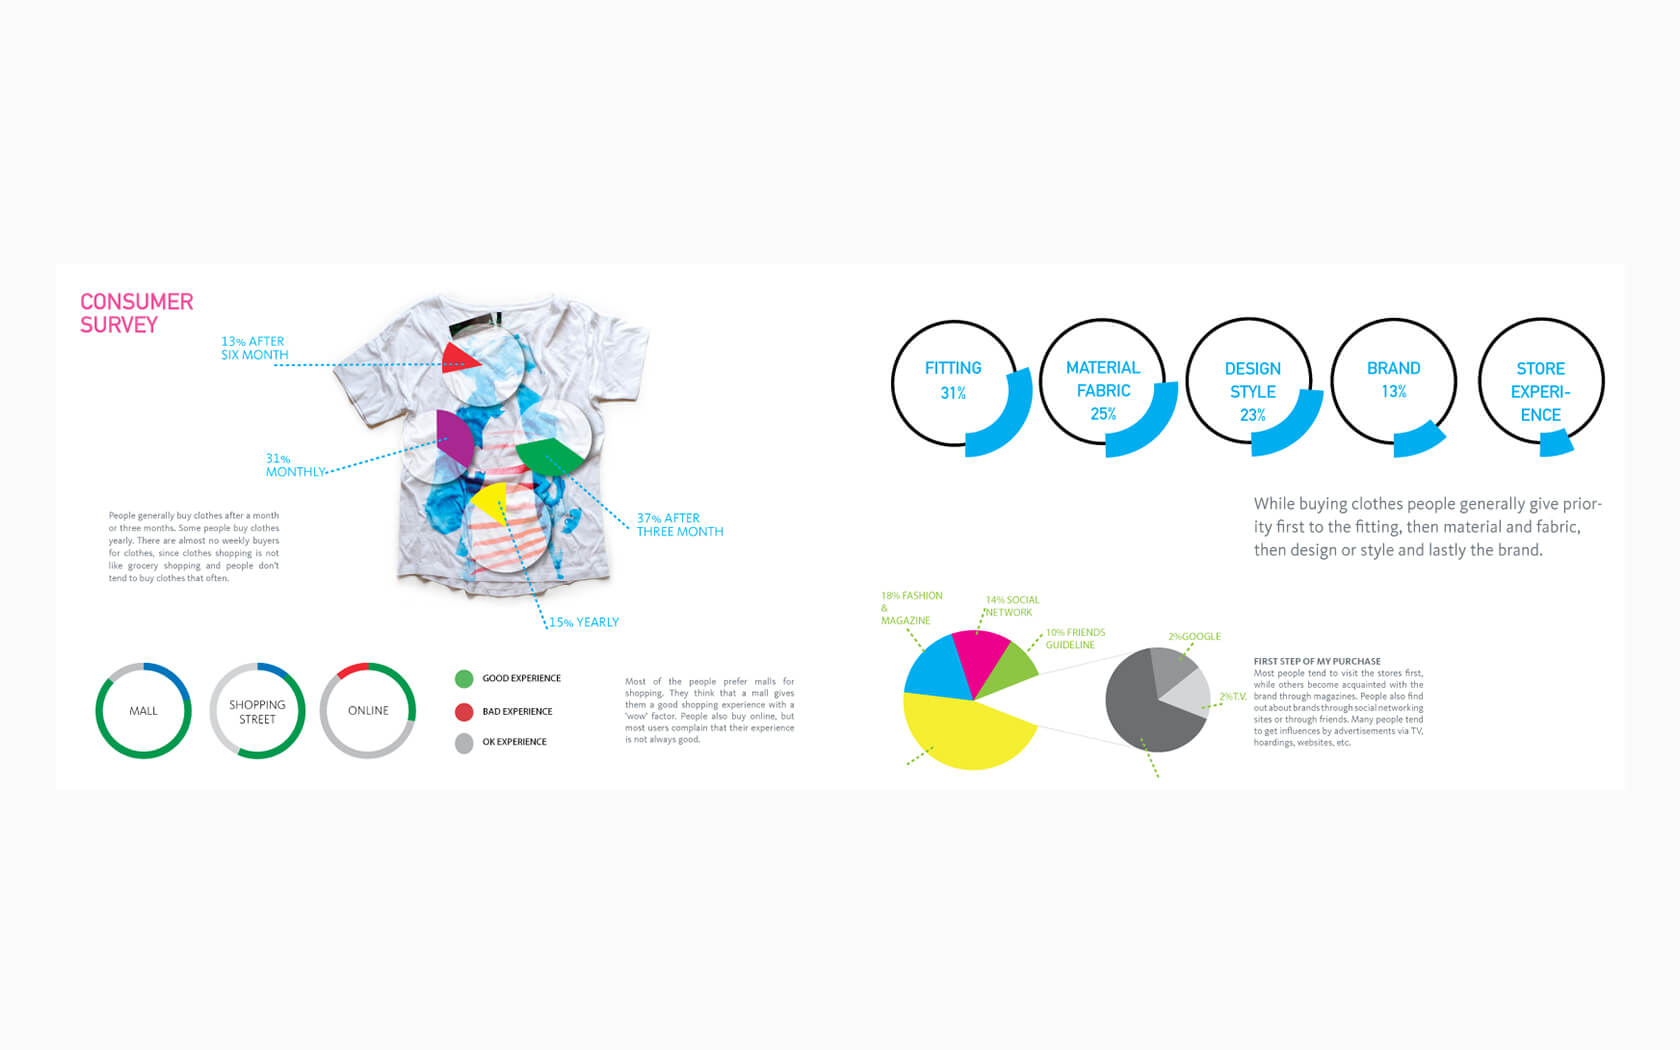 CONSUMER
SURVEY
13% AFTER
SIX MONTH
31%
MONTHLY
37% AFTER
THREE MONTH
15% YEARLY
People generally buy clothes after a month
or three months. Some people buy clothes
yearly. There are almost no weekly buyers
for clothes, since clothes shopping is not
like grocery shopping and people don't
tend to buy clothes that often.
MALL
SHOPPING
STREET
ONLINE
GOOD EXPERIENCE
BAD EXPERIENCE
OK EXPERIENCE
Most of the people prefer malls for
shopping. They think that a mall gives
them a good shopping experience with a
'wow' factor. People also buy online, but
most users complain that their experience
is not always good.
FITTING
31%
MATERIAL
FABRIC
25%
DESIGN
STYLE
23%
BRAND
13%
STORE
EXPERI-
ENCE
While buying clothes people generally give prior-
ity first to the fitting, then material and fabric,
then design or style and lastly the brand.
18% FASHION
&
MAGAZINE
14% SOCIAL
NETWORK
10% FRIENDS
GUIDELINE
2%GOOGLE
2%T.V.
FIRST STEP OF MY PURCHASE
Most people tend to visit the stores first,
while others become acquainted with the
brand through magazines. People also find
out about brands through social networking
sites or through friends. Many people tend
to get influences by advertisements via TV,
hoardings, websites, etc.